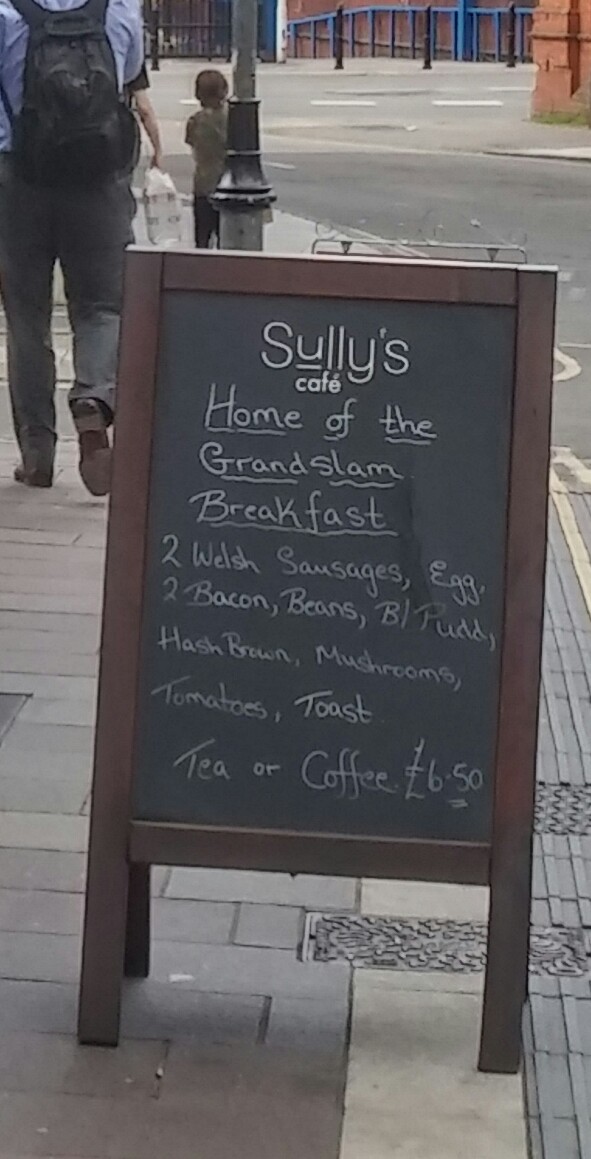 Sully's
café
Home of the
Grandslam
Breakfast
2 Welsh Sausages, Egg,
2 Bacon, Beans, B/Pudd,
Hash Brown, Mushrooms,
Tomatoes, Toast
Tea or Coffee £6.50